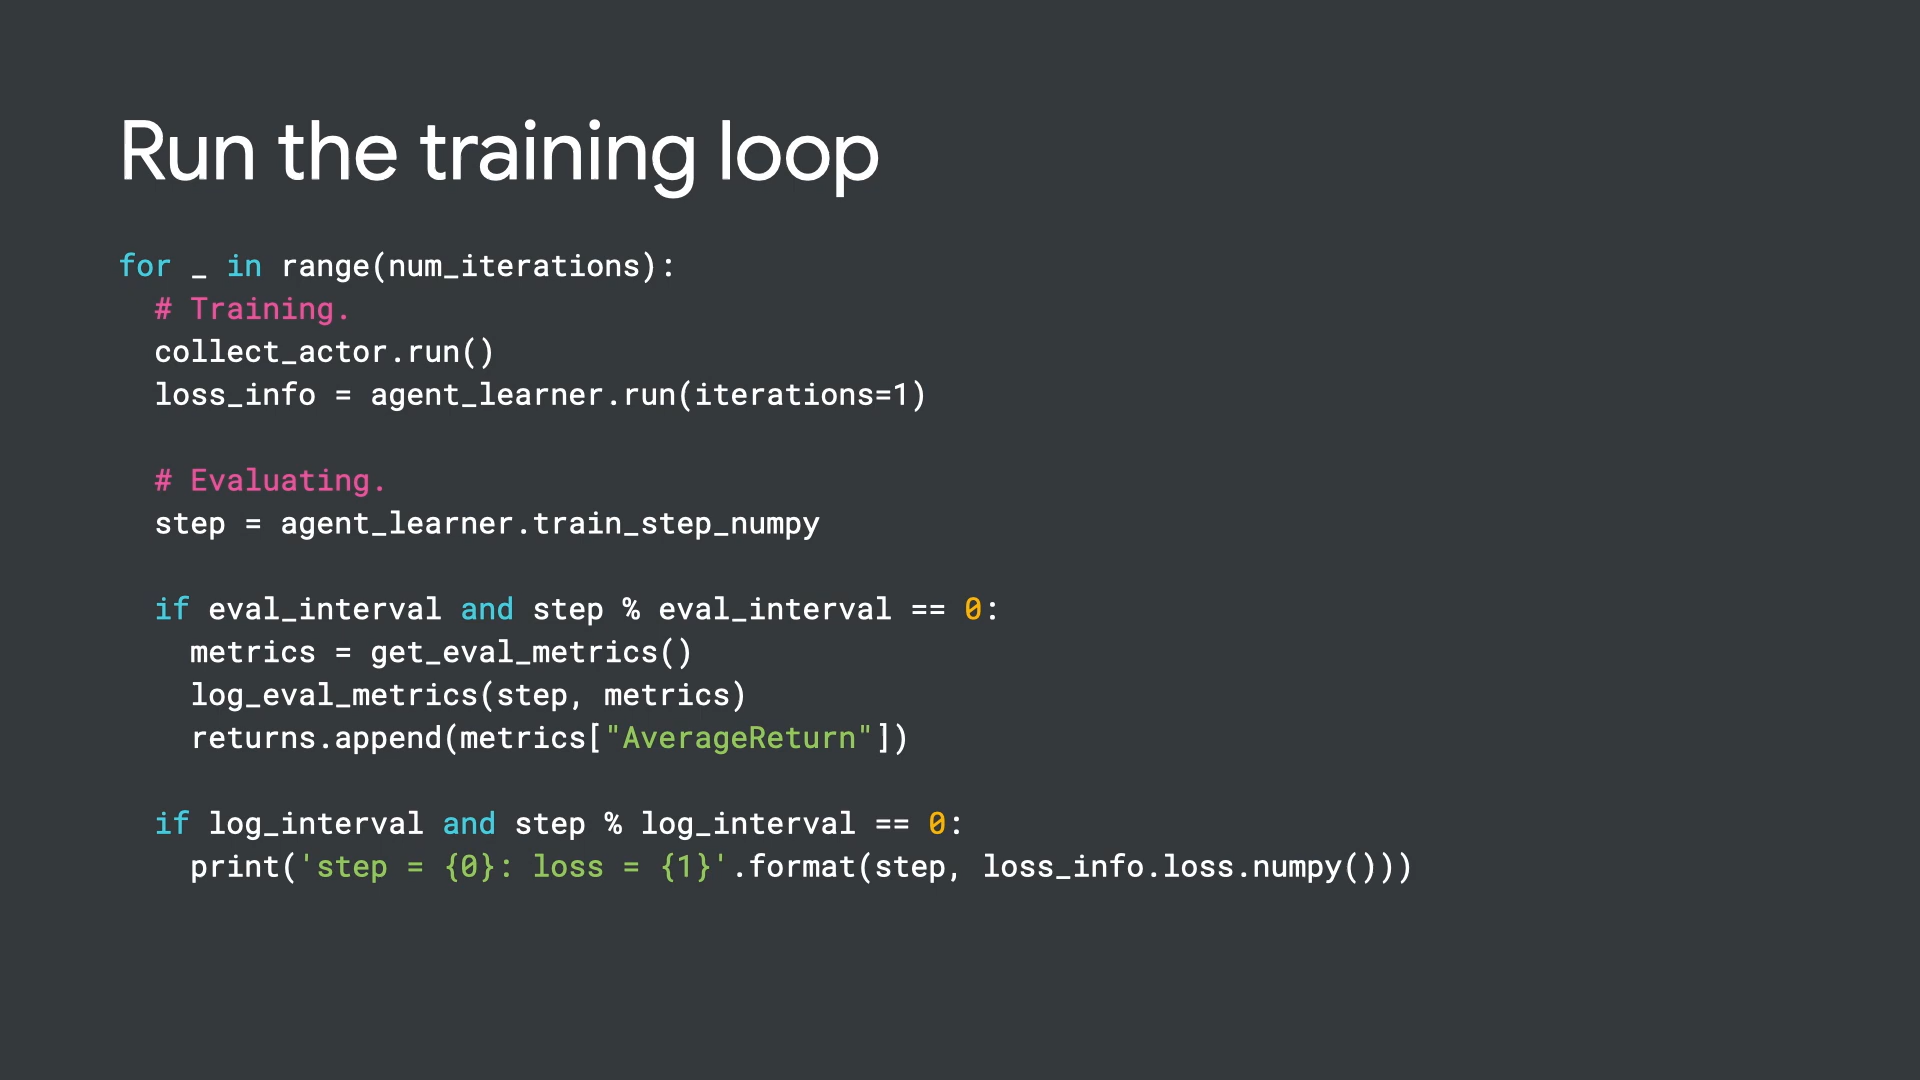 Run the training loop
for _ in range(num_iterations):
  # Training.
  collect_actor.run()
  loss_info = agent_learner.run(iterations=1)

  # Evaluating.
  step = agent_learner.train_step_numpy

  if eval_interval and step % eval_interval == 0:
    metrics = get_eval_metrics()
    log_eval_metrics(step, metrics)
    returns.append(metrics["AverageReturn"])

  if log_interval and step % log_interval == 0:
    print('step = {0}: loss = {1}'.format(step, loss_info.loss.numpy()))